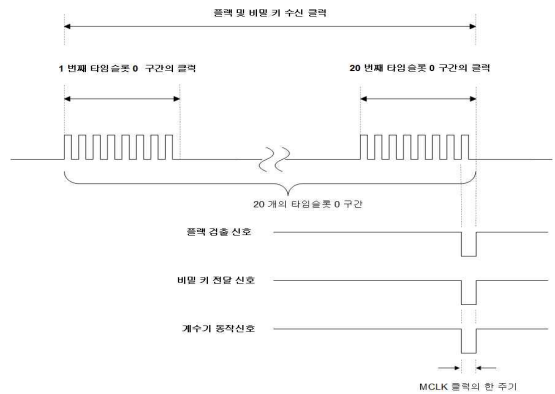 플랙 및 비밀 키 수신 클럭
1 번째 타임슬롯 0 구간의 클럭
20 번째 타임슬롯 0 구간의 클럭
20 개의 타임슬롯 0 구간
플랙 검출 신호
비밀 키 전달 신호
계수기 동작신호
MCLK 클럭의 한 주기